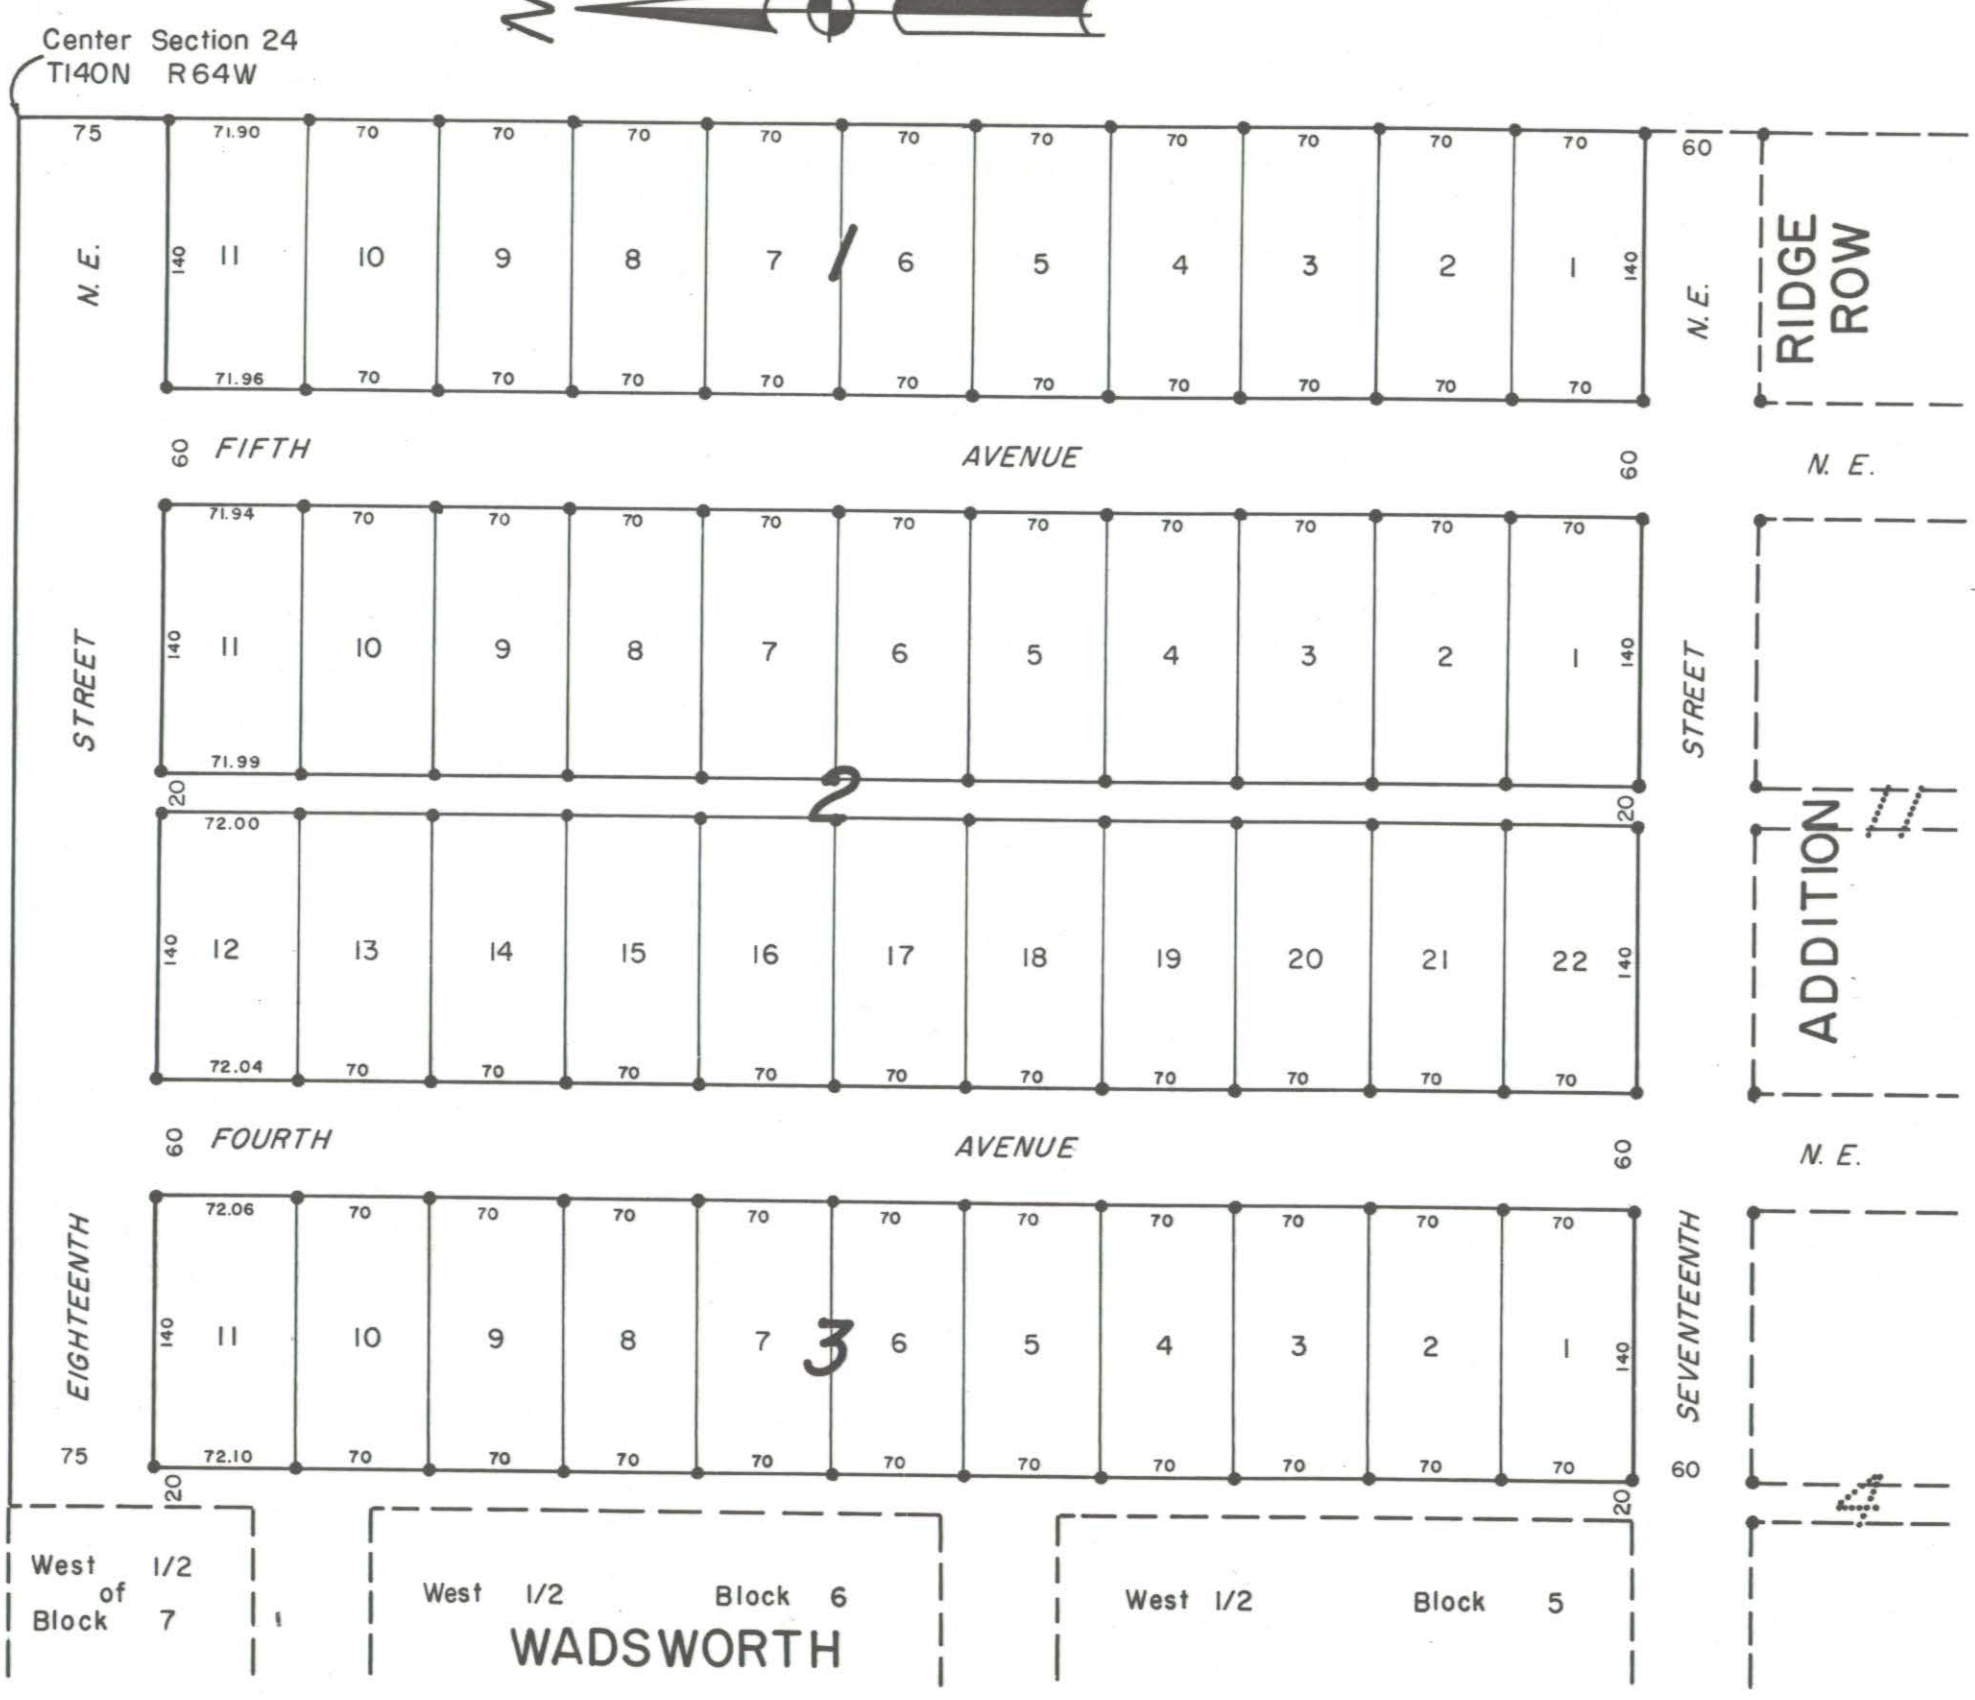 N
Center Section 24
T140N R64W
75 71.90 70 70 70 70 70 70 70 70 70 70 60
N. E. 140 11 10 9 8 7 1 6 5 4 3 2 1 140 N. E.
RIDGE
ROW
71.96 70 70 70 70 70 70 70 70 70 70
60 FIFTH AVENUE 60 N. E.
71.94 70 70 70 70 70 70 70 70 70 70
STREET 140 11 10 9 8 7 6 5 4 3 2 1 140 STREET
71.99
20 2 20 11
72.00
140 12 13 14 15 16 17 18 19 20 21 22 140 ADDITION
72.04 70 70 70 70 70 70 70 70 70 70
60 FOURTH AVENUE 60 N. E.
72.06 70 70 70 70 70 70 70 70 70 70
EIGHTEENTH 140 11 10 9 8 7 3 6 5 4 3 2 1 140 SEVENTEENTH
75 72.10 70 70 70 70 70 70 70 70 70 70 60
20 20 4
West 1/2
of
Block 7
West 1/2 Block 6
West 1/2 Block 5
WADSWORTH